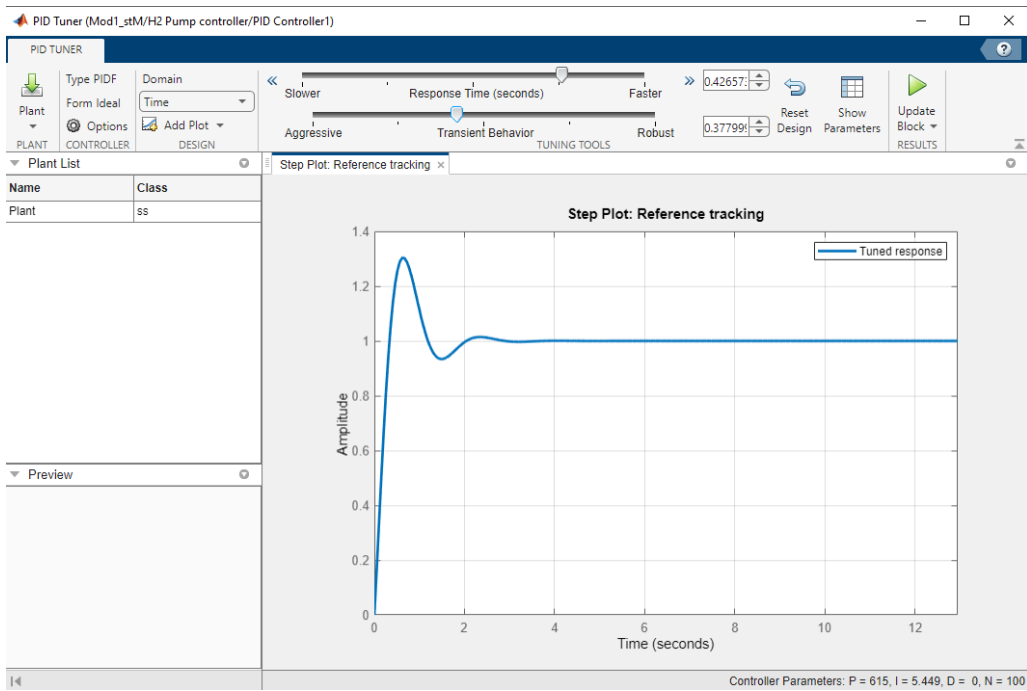 PID Tuner (Mod1_stM/H2 Pump controller/PID Controller1)
PID TUNER
Plant
PLANT
Type PIDF
Form Ideal
Options
CONTROLLER
Domain
Time
Add Plot
DESIGN
Slower Response Time (seconds) Faster
0.42657
Aggressive Transient Behavior Robust
0.37799
TUNING TOOLS
Reset Design
Show Parameters
Update Block
RESULTS
Plant List
Name Class
Plant ss
Preview
Step Plot: Reference tracking
Step Plot: Reference tracking
Tuned response
Amplitude
1.4
1.2
1
0.8
0.6
0.4
0.2
0
0 2 4 6 8 10 12
Time (seconds)
Controller Parameters: P = 615, I = 5.449, D = 0, N = 100